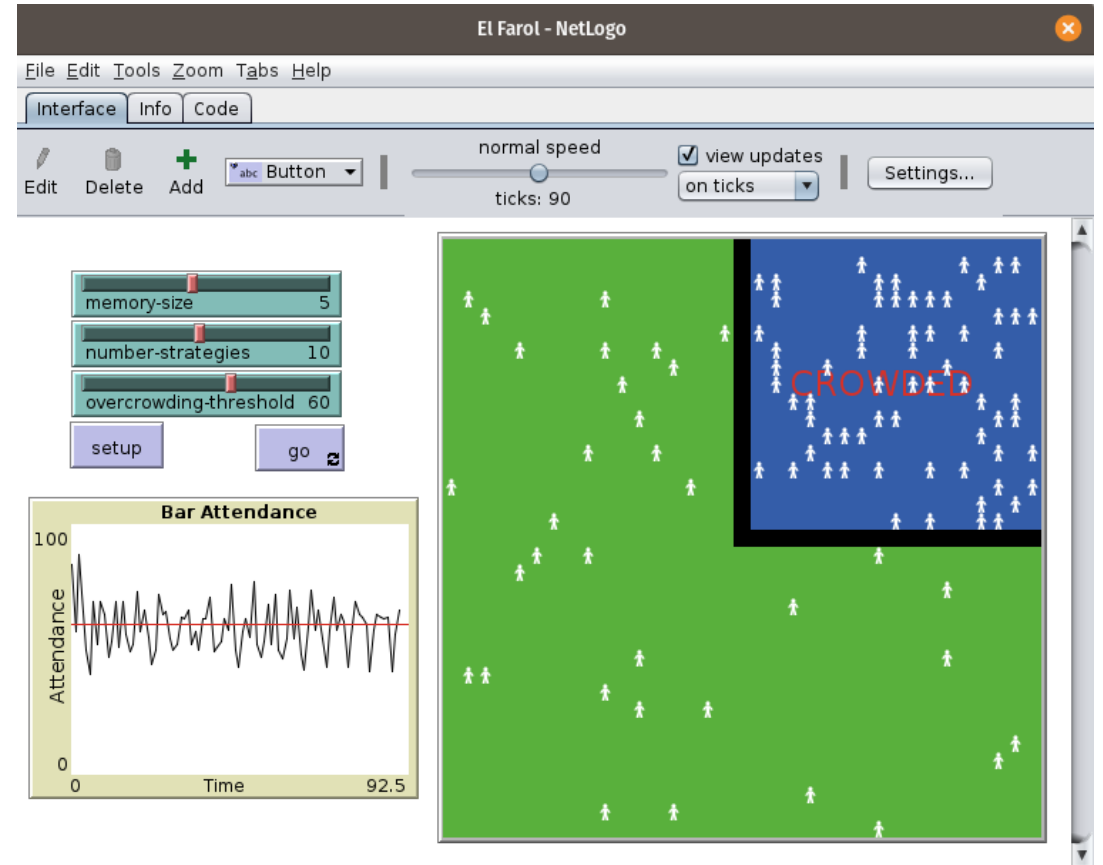 El Farol - NetLogo
File Edit Tools Zoom Tabs Help
Interface Info Code
Edit Delete Add abc Button normal speed ticks: 90 view updates on ticks Settings...
memory-size 5
number-strategies 10
overcrowding-threshold 60
setup go
Bar Attendance
100
Attendance
0
0 Time 92.5
CROWDED